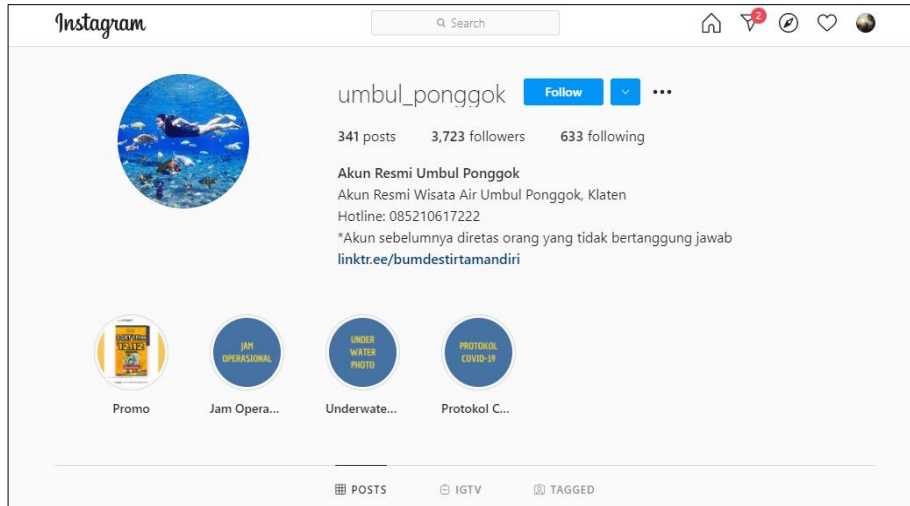 Instagram
Search
2
umbul_ponggok
Follow
341 posts 3,723 followers 633 following
Akun Resmi Umbul Ponggok
Akun Resmi Wisata Air Umbul Ponggok, Klaten
Hotline: 085210617222
*Akun sebelumnya diretas orang yang tidak bertanggung jawab
linktr.ee/bumdestirtamandiri
12.12
JAM
OPERASIONAL
UNDER
WATER
PHOTO
PROTOKOL
COVID-19
Promo
Jam Opera...
Underwate...
Protokol C...
POSTS
IGTV
TAGGED